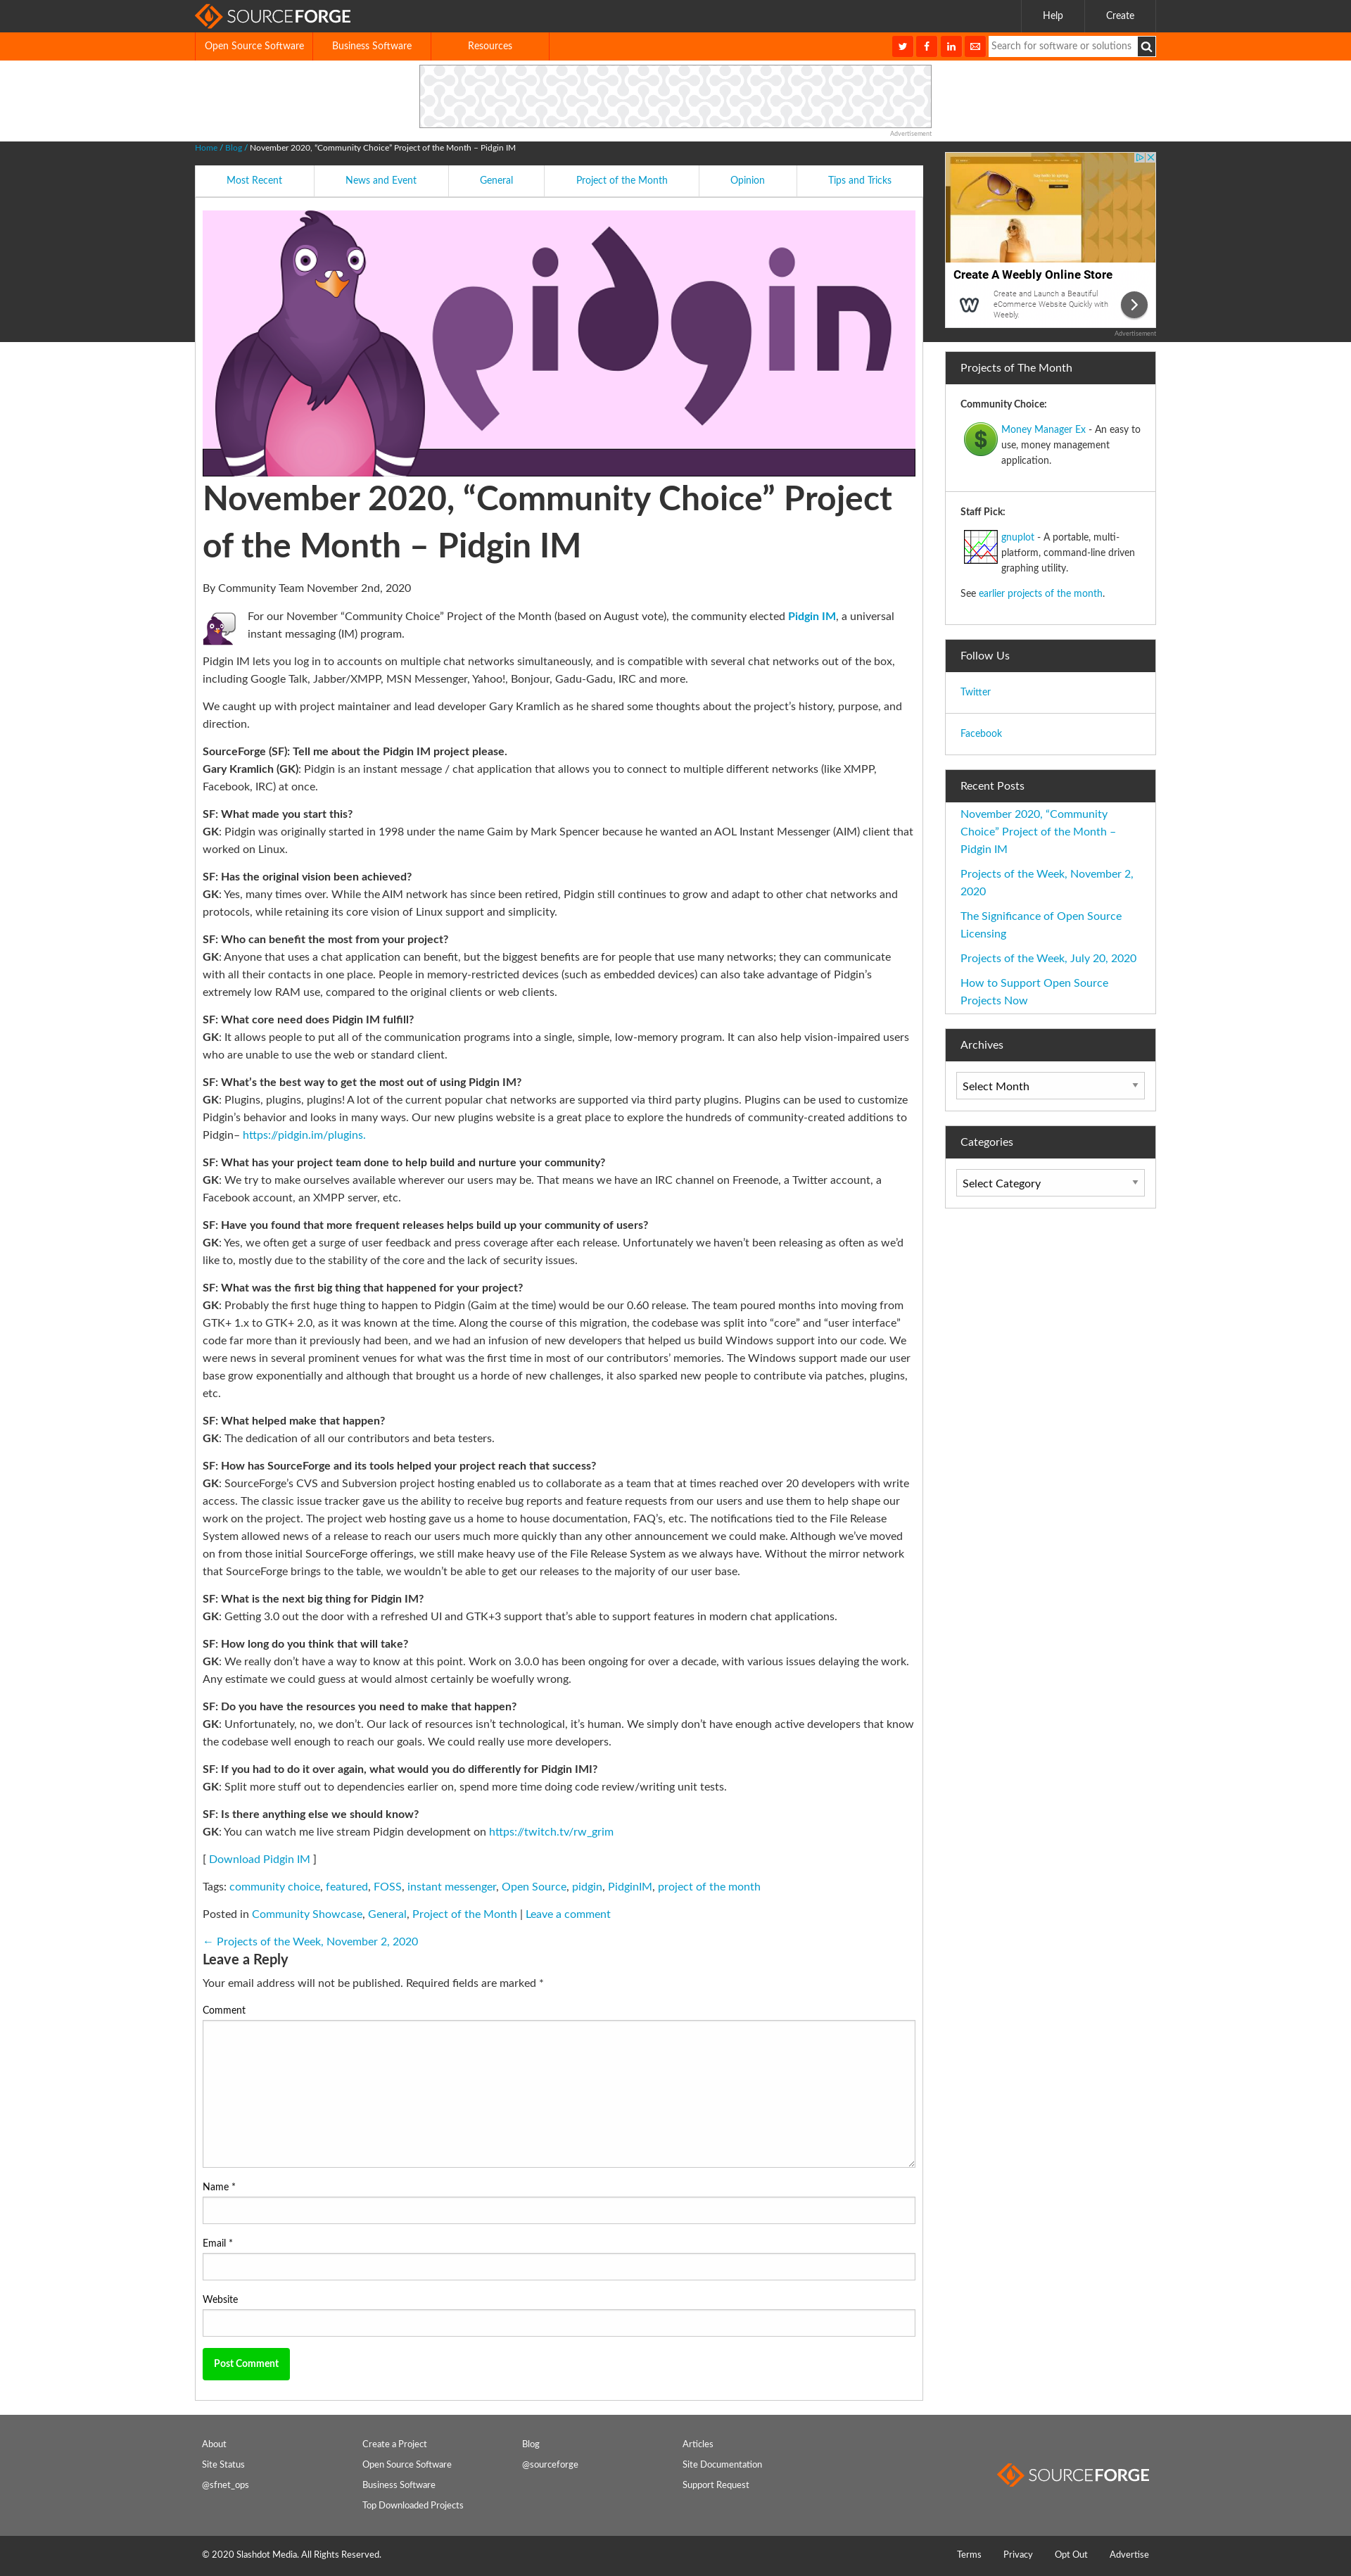 SOURCEFORGE
Help
Create
Open Source Software
Business Software
Resources
Search for software or solutions
Advertisement
Home / Blog / November 2020, “Community Choice” Project of the Month – Pidgin IM
Most Recent
News and Event
General
Project of the Month
Opinion
Tips and Tricks
pidgin
November 2020, “Community Choice” Project
of the Month – Pidgin IM
By Community Team November 2nd, 2020
For our November “Community Choice” Project of the Month (based on August vote), the community elected Pidgin IM, a universal
instant messaging (IM) program.
Pidgin IM lets you log in to accounts on multiple chat networks simultaneously, and is compatible with several chat networks out of the box,
including Google Talk, Jabber/XMPP, MSN Messenger, Yahoo!, Bonjour, Gadu-Gadu, IRC and more.
We caught up with project maintainer and lead developer Gary Kramlich as he shared some thoughts about the project’s history, purpose, and
direction.
SourceForge (SF): Tell me about the Pidgin IM project please.
Gary Kramlich (GK): Pidgin is an instant message / chat application that allows you to connect to multiple different networks (like XMPP,
Facebook, IRC) at once.
SF: What made you start this?
GK: Pidgin was originally started in 1998 under the name Gaim by Mark Spencer because he wanted an AOL Instant Messenger (AIM) client that
worked on Linux.
SF: Has the original vision been achieved?
GK: Yes, many times over. While the AIM network has since been retired, Pidgin still continues to grow and adapt to other chat networks and
protocols, while retaining its core vision of Linux support and simplicity.
SF: Who can benefit the most from your project?
GK: Anyone that uses a chat application can benefit, but the biggest benefits are for people that use many networks; they can communicate
with all their contacts in one place. People in memory-restricted devices (such as embedded devices) can also take advantage of Pidgin’s
extremely low RAM use, compared to the original clients or web clients.
SF: What core need does Pidgin IM fulfill?
GK: It allows people to put all of the communication programs into a single, simple, low-memory program. It can also help vision-impaired users
who are unable to use the web or standard client.
SF: What’s the best way to get the most out of using Pidgin IM?
GK: Plugins, plugins, plugins! A lot of the current popular chat networks are supported via third party plugins. Plugins can be used to customize
Pidgin’s behavior and looks in many ways. Our new plugins website is a great place to explore the hundreds of community-created additions to
Pidgin– https://pidgin.im/plugins.
SF: What has your project team done to help build and nurture your community?
GK: We try to make ourselves available wherever our users may be. That means we have an IRC channel on Freenode, a Twitter account, a
Facebook account, an XMPP server, etc.
SF: Have you found that more frequent releases helps build up your community of users?
GK: Yes, we often get a surge of user feedback and press coverage after each release. Unfortunately we haven’t been releasing as often as we’d
like to, mostly due to the stability of the core and the lack of security issues.
SF: What was the first big thing that happened for your project?
GK: Probably the first huge thing to happen to Pidgin (Gaim at the time) would be our 0.60 release. The team poured months into moving from
GTK+ 1.x to GTK+ 2.0, as it was known at the time. Along the course of this migration, the codebase was split into “core” and “user interface”
code far more than it previously had been, and we had an infusion of new developers that helped us build Windows support into our code. We
were news in several prominent venues for what was the first time in most of our contributors’ memories. The Windows support made our user
base grow exponentially and although that brought us a horde of new challenges, it also sparked new people to contribute via patches, plugins,
etc.
SF: What helped make that happen?
GK: The dedication of all our contributors and beta testers.
SF: How has SourceForge and its tools helped your project reach that success?
GK: SourceForge’s CVS and Subversion project hosting enabled us to collaborate as a team that at times reached over 20 developers with write
access. The classic issue tracker gave us the ability to receive bug reports and feature requests from our users and use them to help shape our
work on the project. The project web hosting gave us a home to house documentation, FAQ’s, etc. The notifications tied to the File Release
System allowed news of a release to reach our users much more quickly than any other announcement we could make. Although we’ve moved
on from those initial SourceForge offerings, we still make heavy use of the File Release System as we always have. Without the mirror network
that SourceForge brings to the table, we wouldn’t be able to get our releases to the majority of our user base.
SF: What is the next big thing for Pidgin IM?
GK: Getting 3.0 out the door with a refreshed UI and GTK+3 support that’s able to support features in modern chat applications.
SF: How long do you think that will take?
GK: We really don’t have a way to know at this point. Work on 3.0.0 has been ongoing for over a decade, with various issues delaying the work.
Any estimate we could guess at would almost certainly be woefully wrong.
SF: Do you have the resources you need to make that happen?
GK: Unfortunately, no, we don’t. Our lack of resources isn’t technological, it’s human. We simply don’t have enough active developers that know
the codebase well enough to reach our goals. We could really use more developers.
SF: If you had to do it over again, what would you do differently for Pidgin IMI?
GK: Split more stuff out to dependencies earlier on, spend more time doing code review/writing unit tests.
SF: Is there anything else we should know?
GK: You can watch me live stream Pidgin development on https://twitch.tv/rw_grim
[ Download Pidgin IM ]
Tags: community choice, featured, FOSS, instant messenger, Open Source, pidgin, PidginIM, project of the month
Posted in Community Showcase, General, Project of the Month | Leave a comment
← Projects of the Week, November 2, 2020
Leave a Reply
Your email address will not be published. Required fields are marked *
Comment
Name *
Email *
Website
Post Comment
Create A Weebly Online Store
Create and Launch a Beautiful
eCommerce Website Quickly with
Weebly.
Advertisement
Projects of The Month
Community Choice:
Money Manager Ex - An easy to
use, money management
application.
Staff Pick:
gnuplot - A portable, multi-
platform, command-line driven
graphing utility.
See earlier projects of the month.
Follow Us
Twitter
Facebook
Recent Posts
November 2020, “Community
Choice” Project of the Month –
Pidgin IM
Projects of the Week, November 2,
2020
The Significance of Open Source
Licensing
Projects of the Week, July 20, 2020
How to Support Open Source
Projects Now
Archives
Select Month
Categories
Select Category
About
Site Status
@sfnet_ops
Create a Project
Open Source Software
Business Software
Top Downloaded Projects
Blog
@sourceforge
Articles
Site Documentation
Support Request
SOURCEFORGE
© 2020 Slashdot Media. All Rights Reserved.
Terms
Privacy
Opt Out
Advertise